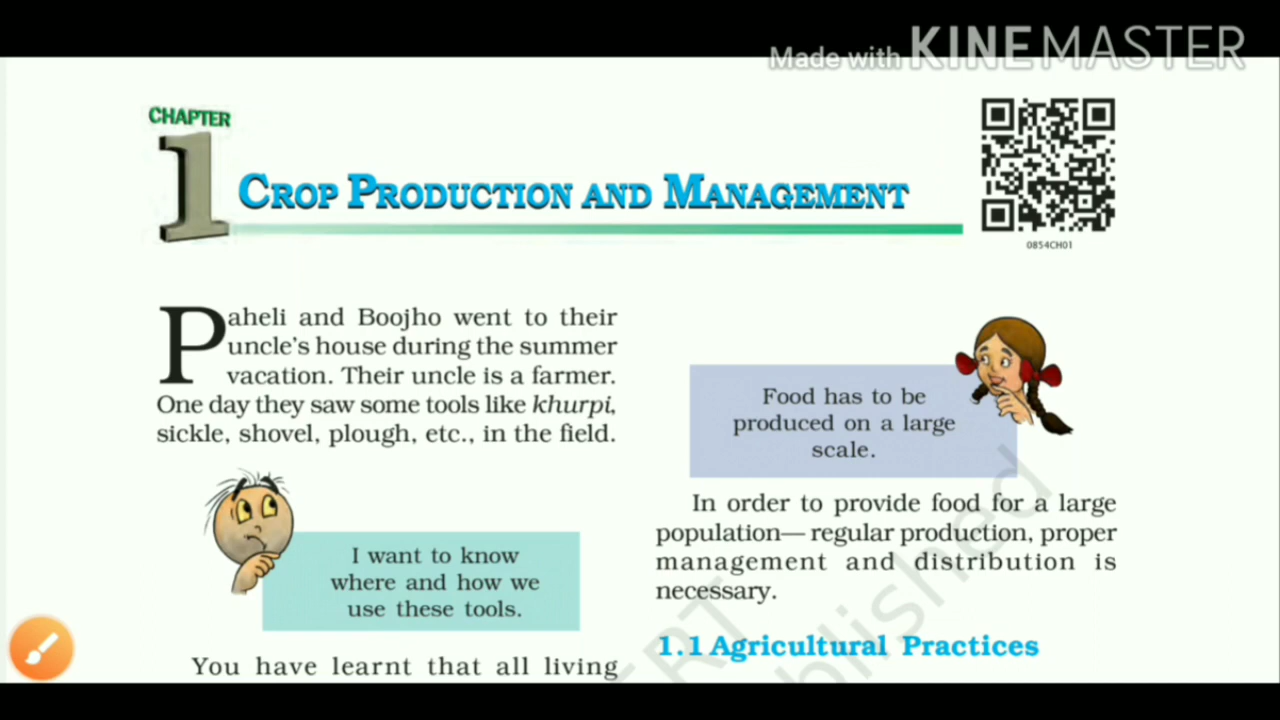 Made with KINEMASTER
CHAPTER
1
CROP PRODUCTION AND MANAGEMENT
0854CH01
Paheli and Boojho went to their
uncle's house during the summer
vacation. Their uncle is a farmer.
One day they saw some tools like khurpi,
sickle, shovel, plough, etc., in the field.
I want to know
where and how we
use these tools.
You have learnt that all living
Food has to be
produced on a large
scale.
In order to provide food for a large
population— regular production, proper
management and distribution is
necessary.
1.1 Agricultural Practices